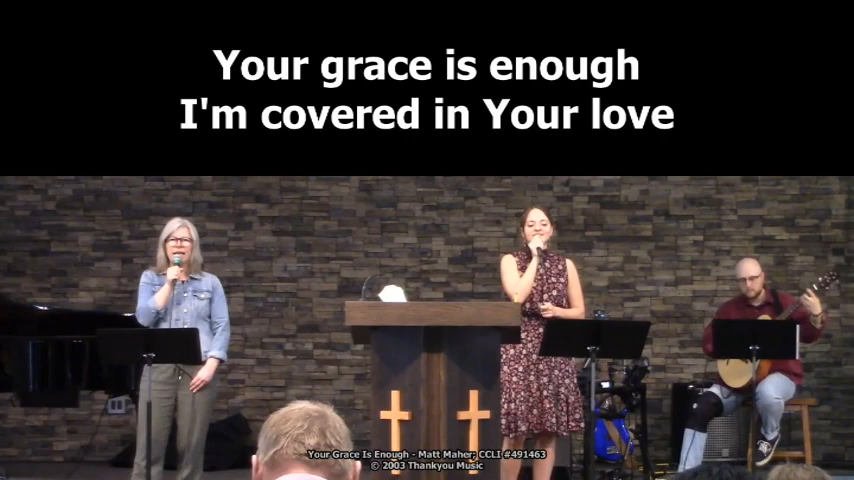 Your grace is enough
I'm covered in Your love
Your Grace Is Enough - Matt Maher; CCLI #491463
© 2003 Thankyou Music